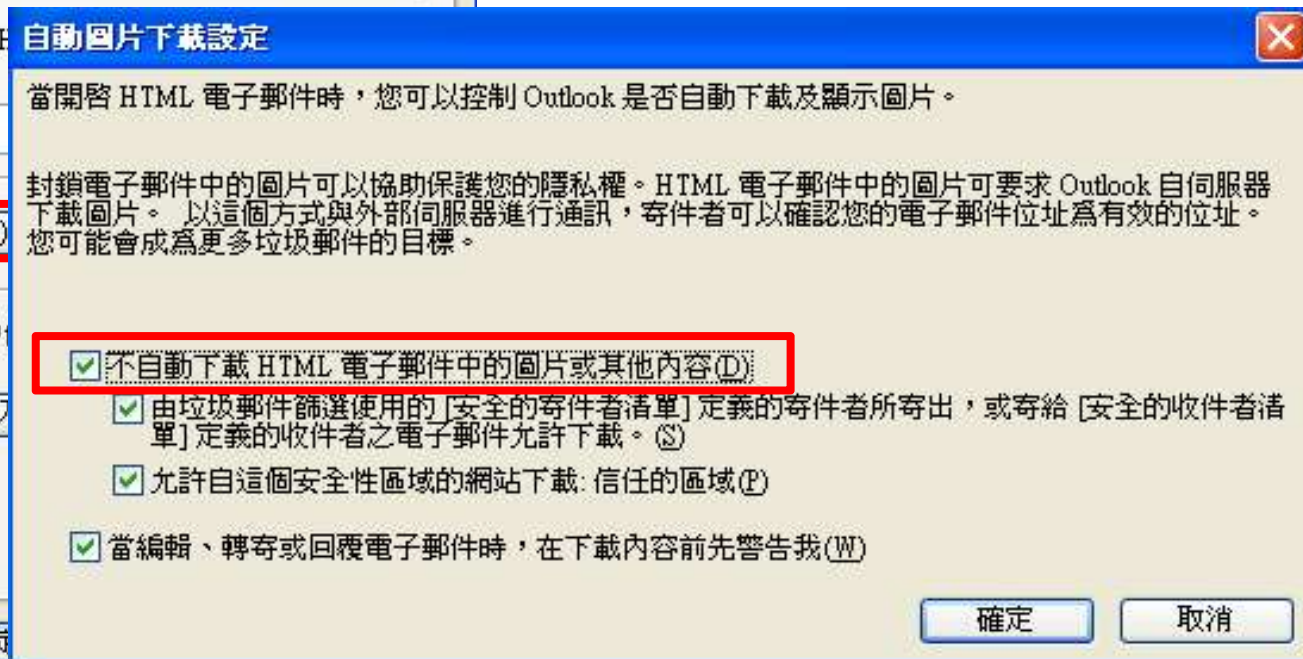 自動圖片下載設定
當開啓 HTML 電子郵件時，您可以控制 Outlook 是否自動下載及顯示圖片。
封鎖電子郵件中的圖片可以協助保護您的隱私權。HTML 電子郵件中的圖片可要求 Outlook 自伺服器
下載圖片。 以這個方式與外部伺服器進行通訊，寄件者可以確認您的電子郵件位址爲有效的位址。
您可能會成爲更多垃圾郵件的目標。
不自動下載 HTML 電子郵件中的圖片或其他內容(D)
由垃圾郵件篩選使用的 [安全的寄件者清單] 定義的寄件者所寄出，或寄給 [安全的收件者清
單] 定義的收件者之電子郵件允許下載。(S)
允許自這個安全性區域的網站下載: 信任的區域(P)
當編輯、轉寄或回覆電子郵件時，在下載內容前先警告我(W)
確定
取消